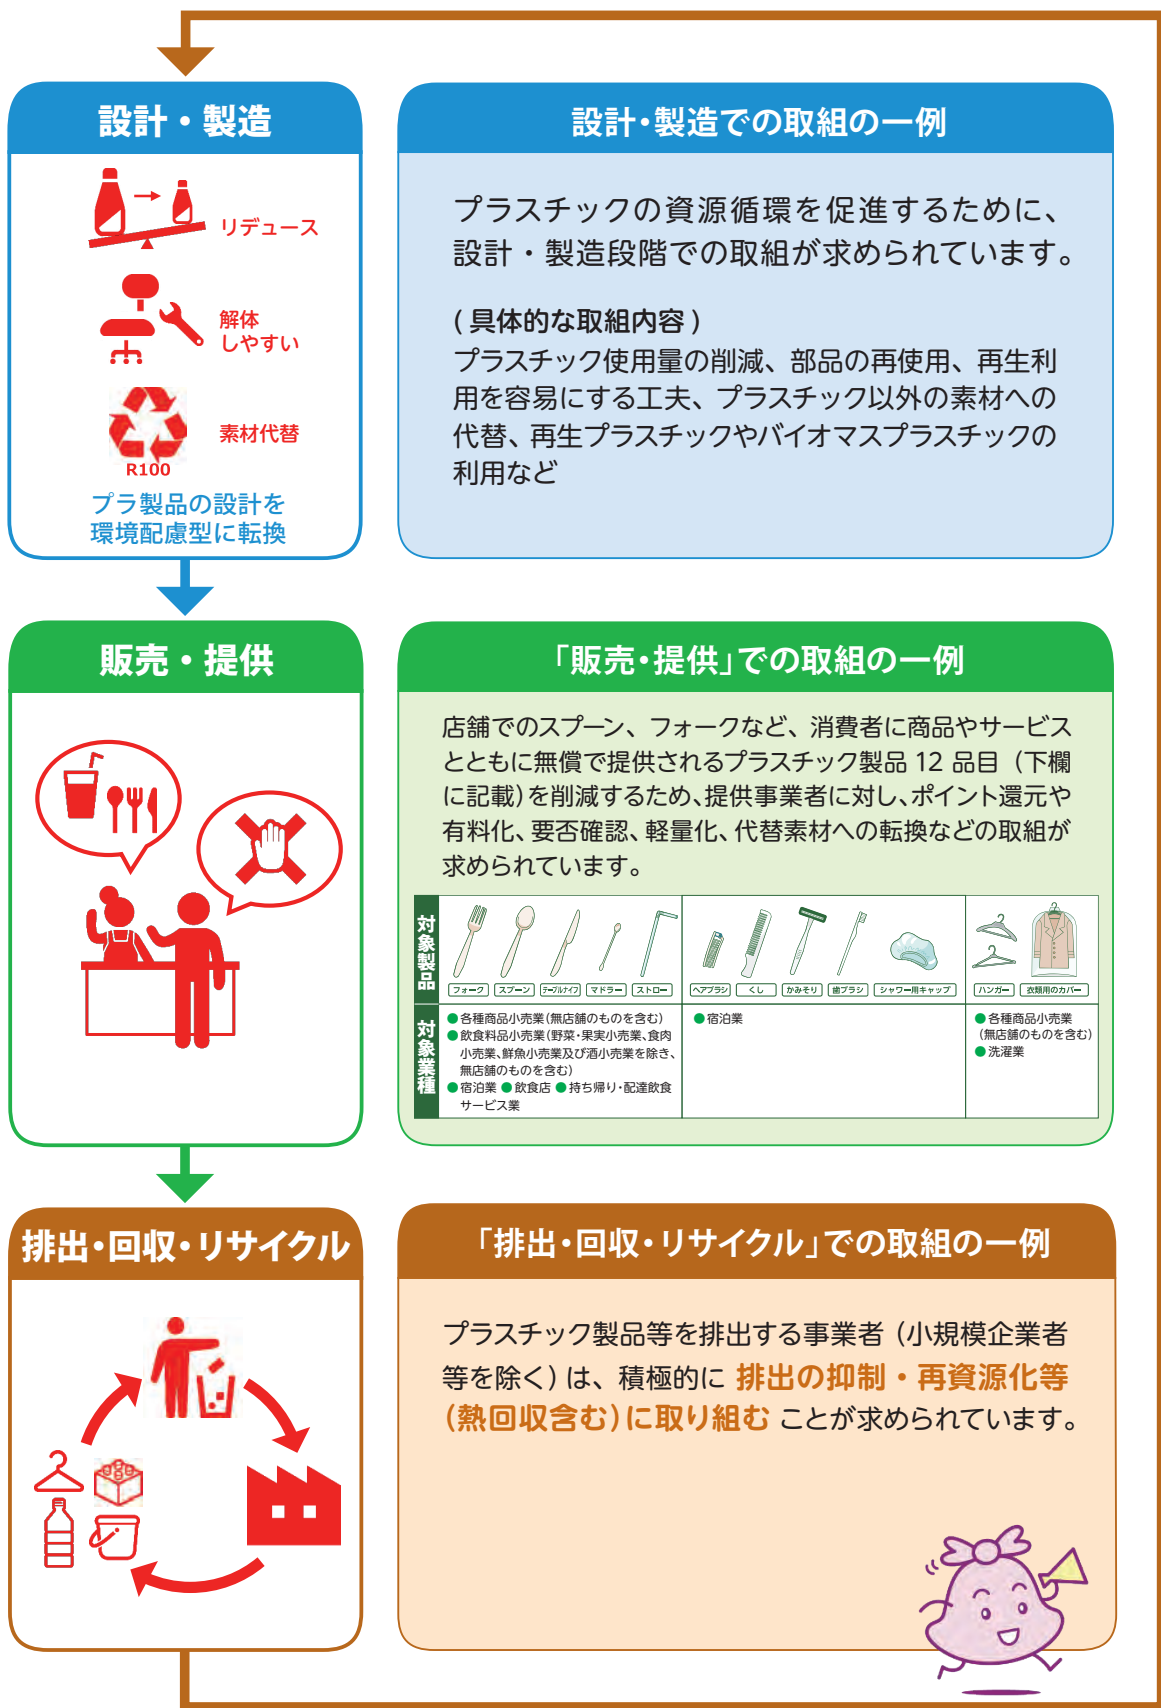 設計・製造
リデュース
解体
しやすい
素材代替
R100
プラ製品の設計を
環境配慮型に転換
設計・製造での取組の一例
プラスチックの資源循環を促進するために、
設計・製造段階での取組が求められています。
(具体的な取組内容)
プラスチック使用量の削減、部品の再使用、再生利
用を容易にする工夫、プラスチック以外の素材への
代替、再生プラスチックやバイオマスプラスチックの
利用など
販売・提供
「販売・提供」での取組の一例
店舗でのスプーン、フォークなど、消費者に商品やサービス
とともに無償で提供されるプラスチック製品 12 品目（下欄
に記載）を削減するため、提供事業者に対し、ポイント還元や
有料化、要否確認、軽量化、代替素材への転換などの取組が
求められています。
対象製品
フォーク スプーン テーブルナイフ マドラー ストロー
ヘアブラシ くし かみそり 歯ブラシ シャワー用キャップ
ハンガー 衣類用のカバー
対象業種
●各種商品小売業（無店舗のものを含む）
●飲食料品小売業（野菜・果実小売業、食肉
小売業、鮮魚小売業及び酒小売業を除き、
無店舗のものを含む）
●宿泊業 ●飲食店 ●持ち帰り・配達飲食
サービス業
●宿泊業
●各種商品小売業
（無店舗のものを含む）
●洗濯業
排出・回収・リサイクル
「排出・回収・リサイクル」での取組の一例
プラスチック製品等を排出する事業者（小規模企業者
等を除く）は、積極的に 排出の抑制・再資源化等
（熱回収含む）に取り組む ことが求められています。